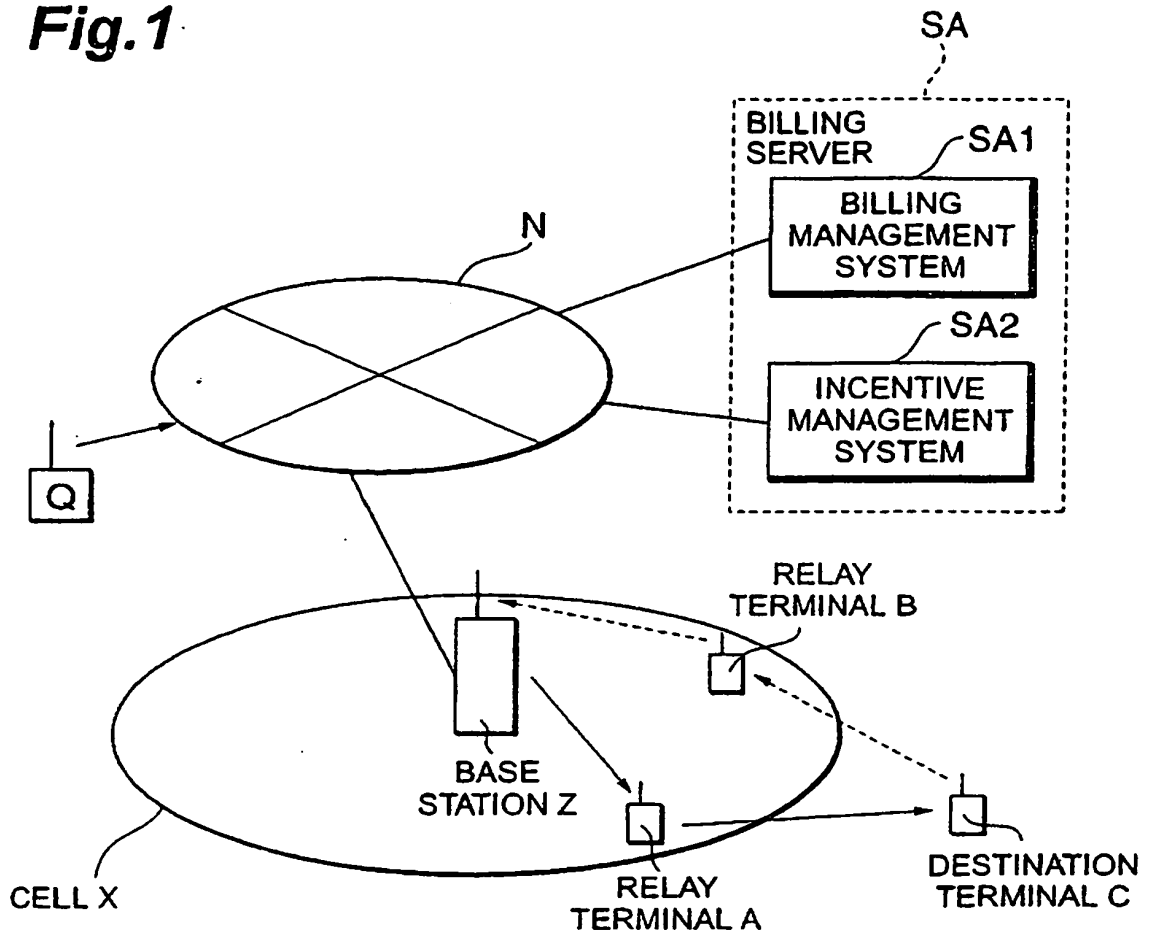 Fig.1
SA
BILLING
SERVER
SA1
BILLING
MANAGEMENT
SYSTEM
N
SA2
INCENTIVE
MANAGEMENT
SYSTEM
Q
RELAY
TERMINAL B
BASE
STATION Z
DESTINATION
TERMINAL C
CELL X
RELAY
TERMINAL A